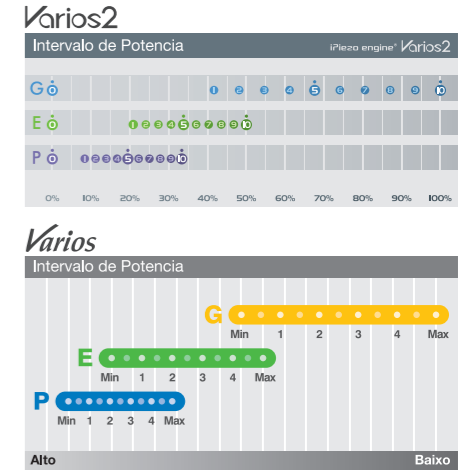 Varios2
Intervalo de Potencia iPiezo engine® Varios2
G 0 1 2 3 4 5 6 7 8 9 10
E 0 1 2 3 4 5 6 7 8 9 10
P 0 1 2 3 4 5 6 7 8 9 10
0% 10% 20% 30% 40% 50% 60% 70% 80% 90% 100%
Varios
Intervalo de Potencia
G
Min 1 2 3 4 Max
E
Min 1 2 3 4 Max
P
Min 1 2 3 4 Max
Alto Baixo